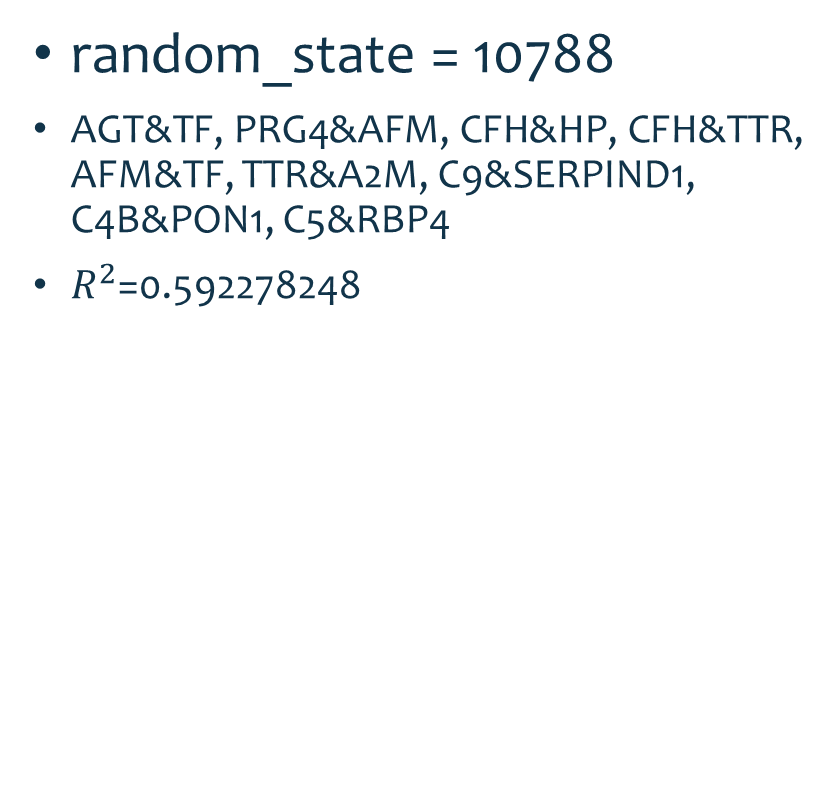 • random_state = 10788
• AGT&TF, PRG4&AFM, CFH&HP, CFH&TTR,
AFM&TF, TTR&A2M, C9&SERPIND1,
C4B&PON1, C5&RBP4
• R²=0.592278248